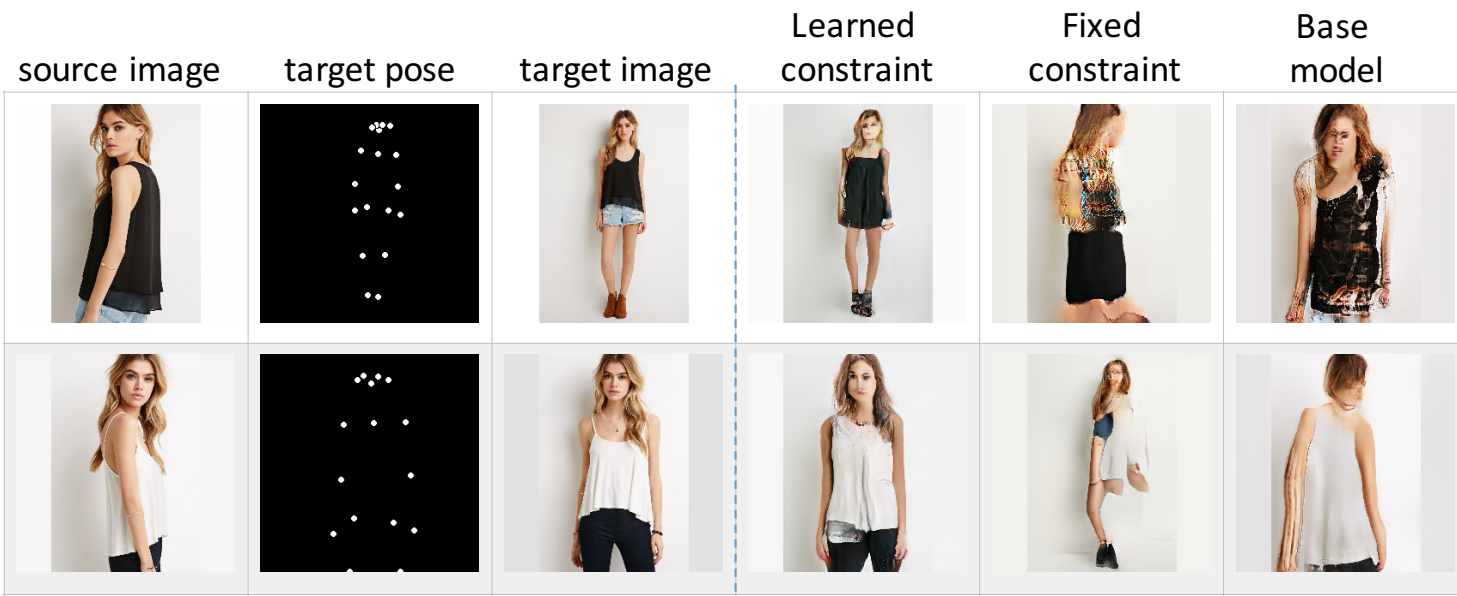 source image
target pose
target image
Learned
constraint
Fixed
constraint
Base
model